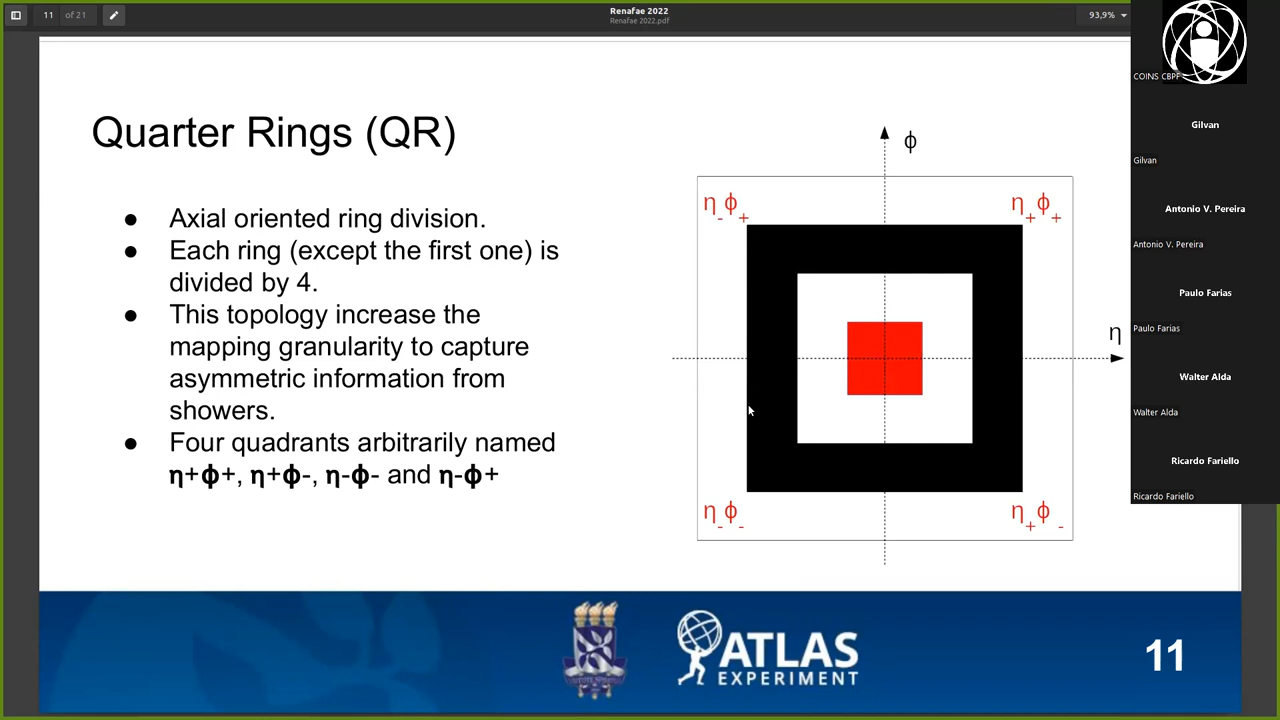 11 of 21
Renafae 2022
Renafae 2022.pdf
93,9%
Quarter Rings (QR)
● Axial oriented ring division.
● Each ring (except the first one) is
divided by 4.
● This topology increase the
mapping granularity to capture
asymmetric information from
showers.
● Four quadrants arbitrarily named
η+ϕ+, η+ϕ-, η-ϕ- and η-ϕ+
ϕ
η-ϕ+
η+ϕ+
η
η-ϕ-
η+ϕ-
ATLAS
EXPERIMENT
11
COINS CBPF
Gilvan
Gilvan
Antonio V. Pereira
Antonio V. Pereira
Paulo Farias
Paulo Farias
Walter Alda
Walter Alda
Ricardo Fariello
Ricardo Fariello